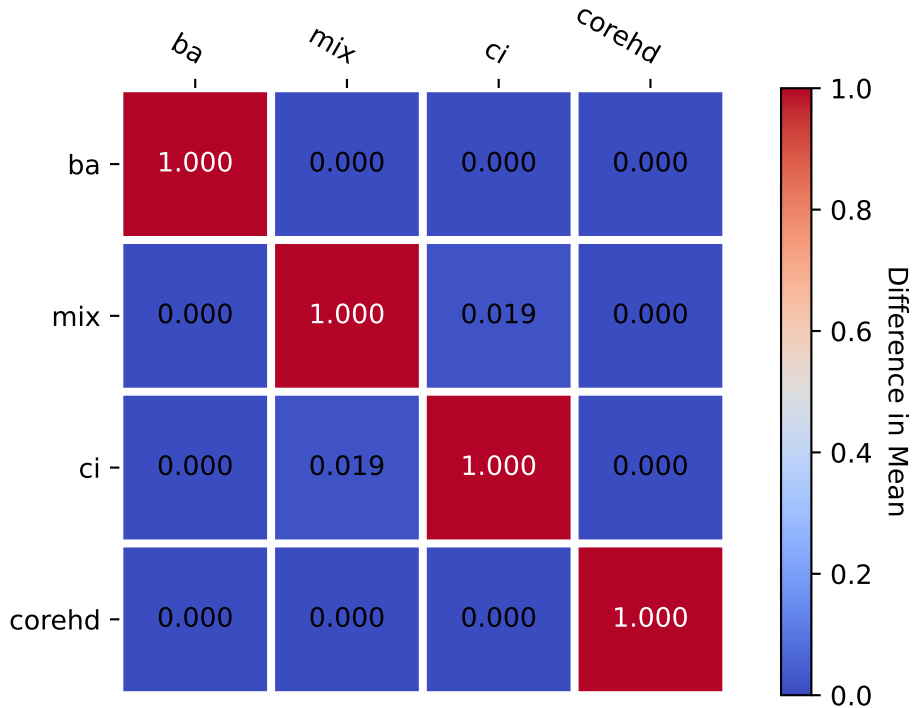 ba mix ci corehd
ba 1.000 0.000 0.000 0.000
mix 0.000 1.000 0.019 0.000
ci 0.000 0.019 1.000 0.000
corehd 0.000 0.000 0.000 1.000
1.0
0.8
0.6
0.4
0.2
0.0
Difference in Mean